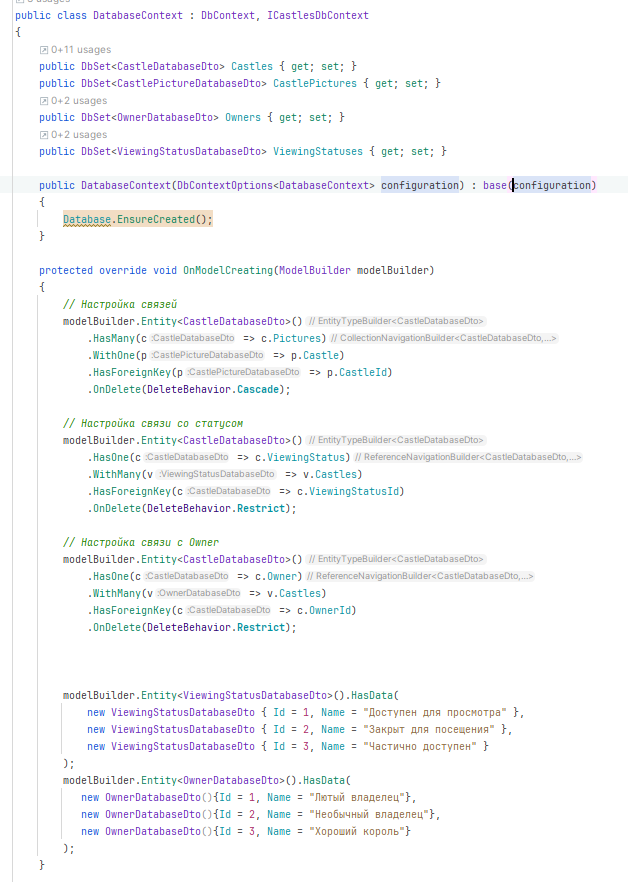 public class DatabaseContext : DbContext, ICastlesDbContext
{
0+11 usages
public DbSet<CastleDatabaseDto> Castles { get; set; }
public DbSet<CastlePictureDatabaseDto> CastlePictures { get; set; }
0+2 usages
public DbSet<OwnerDatabaseDto> Owners { get; set; }
0+2 usages
public DbSet<ViewingStatusDatabaseDto> ViewingStatuses { get; set; }
public DatabaseContext(DbContextOptions<DatabaseContext> configuration) : base(configuration)
{
Database.EnsureCreated();
}
protected override void OnModelCreating(ModelBuilder modelBuilder)
{
// Настройка связей
modelBuilder.Entity<CastleDatabaseDto>() // EntityTypeBuilder<CastleDatabaseDto>
.HasMany(c :CastleDatabaseDto => c.Pictures) // CollectionNavigationBuilder<CastleDatabaseDto,...>
.WithOne(p :CastlePictureDatabaseDto => p.Castle)
.HasForeignKey(p :CastlePictureDatabaseDto => p.CastleId)
.OnDelete(DeleteBehavior.Cascade);
// Настройка связи со статусом
modelBuilder.Entity<CastleDatabaseDto>() // EntityTypeBuilder<CastleDatabaseDto>
.HasOne(c :CastleDatabaseDto => c.ViewingStatus) // ReferenceNavigationBuilder<CastleDatabaseDto,...>
.WithMany(v :ViewingStatusDatabaseDto => v.Castles)
.HasForeignKey(c :CastleDatabaseDto => c.ViewingStatusId)
.OnDelete(DeleteBehavior.Restrict);
// Настройка связи с Owner
modelBuilder.Entity<CastleDatabaseDto>() // EntityTypeBuilder<CastleDatabaseDto>
.HasOne(c :CastleDatabaseDto => c.Owner) // ReferenceNavigationBuilder<CastleDatabaseDto,...>
.WithMany(v :OwnerDatabaseDto => v.Castles)
.HasForeignKey(c :CastleDatabaseDto => c.OwnerId)
.OnDelete(DeleteBehavior.Restrict);
modelBuilder.Entity<ViewingStatusDatabaseDto>().HasData(
new ViewingStatusDatabaseDto { Id = 1, Name = "Доступен для просмотра" },
new ViewingStatusDatabaseDto { Id = 2, Name = "Закрыт для посещения" },
new ViewingStatusDatabaseDto { Id = 3, Name = "Частично доступен" }
);
modelBuilder.Entity<OwnerDatabaseDto>().HasData(
new OwnerDatabaseDto(){Id = 1, Name = "Лютый владелец"},
new OwnerDatabaseDto(){Id = 2, Name = "Необычный владелец"},
new OwnerDatabaseDto(){Id = 3, Name = "Хороший король"}
);
}